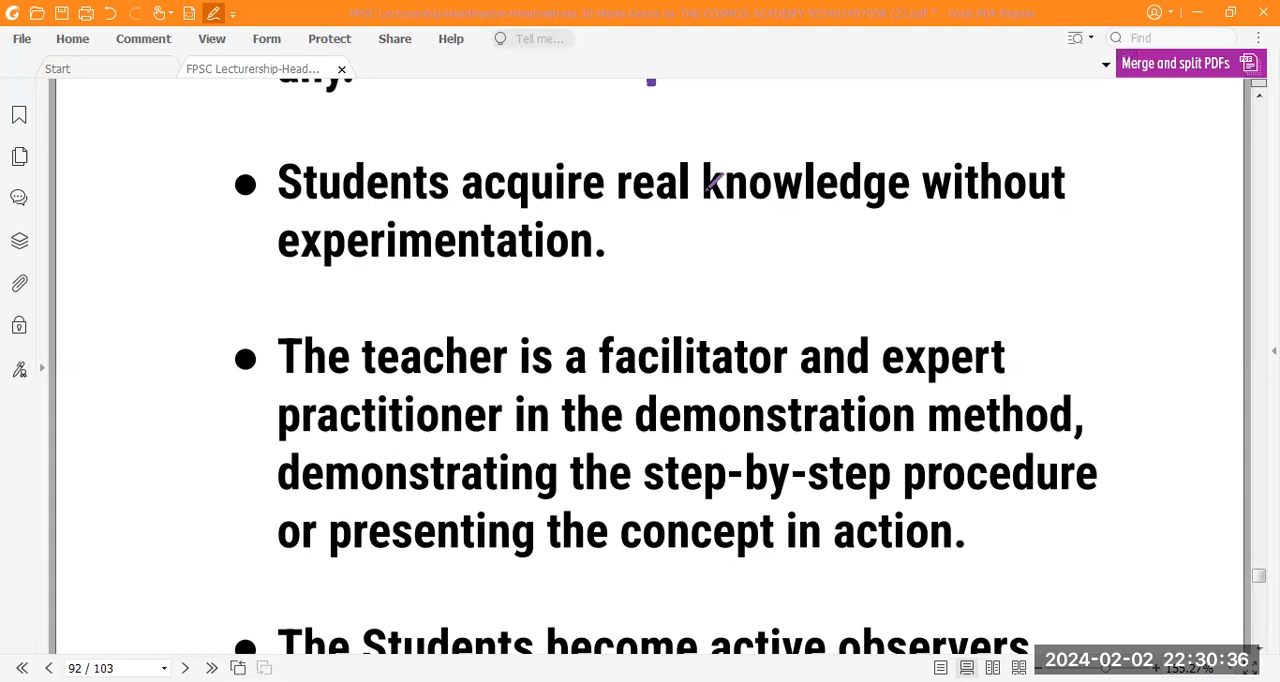 File Home Comment View Form Protect Share Help Tell me... Find
Start FPSC Lecturership-Head... Merge and split PDFs
any.
● Students acquire real knowledge without
experimentation.
● The teacher is a facilitator and expert
practitioner in the demonstration method,
demonstrating the step-by-step procedure
or presenting the concept in action.
● The Students become active observers
92 / 103 2024-02-02 22:30:36